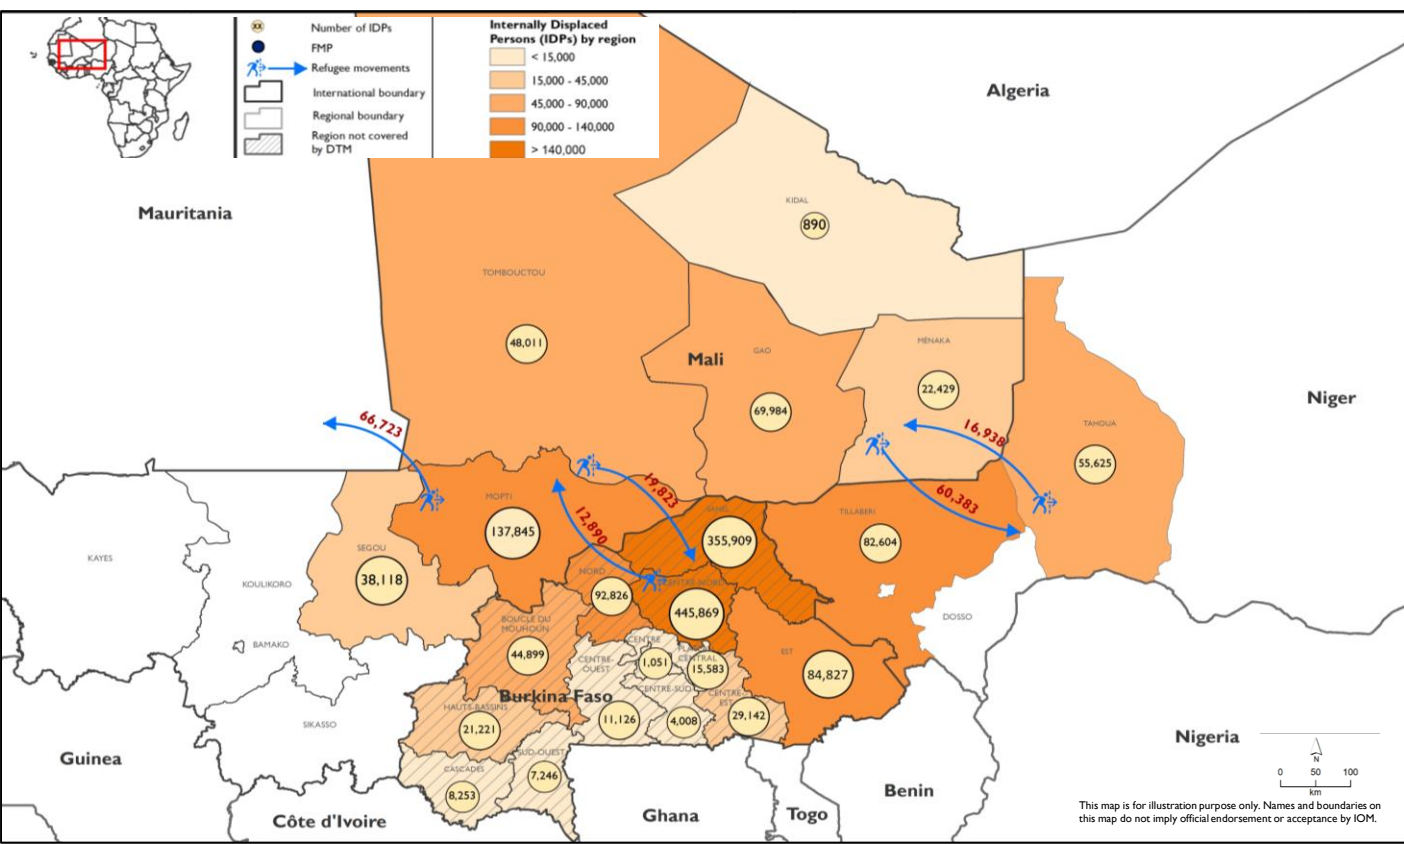 XX
Number of IDPs
FMP
Refugee movements
International boundary
Regional boundary
Region not covered
by DTM
Internally Displaced
Persons (IDPs) by region
< 15,000
15,000 - 45,000
45,000 - 90,000
90,000 - 140,000
> 140,000
Algeria
Mauritania
KIDAL
890
TOMBOUCTOU
48,011
Mali
GAO
69,984
MÉNAKA
22,429
Niger
TAHOUA
55,625
66,723
16,938
60,383
19,823
12,890
MOPTI
137,845
SAHEL
355,909
TILLABERI
82,604
KAYES
SEGOU
38,118
KOULIKORO
NORD
92,826
CENTRE-NORD
445,869
DOSSO
BAMAKO
BOUCLE DU
MOUHOUN
44,899
CENTRE
1,051
CENTRAL
15,583
CENTRE-
OUEST
EST
84,827
Burkina Faso
CENTRE-SUD
CENTRE-
EST
29,142
HAUTS-BASSINS
21,221
11,126
4,008
SIKASSO
Guinea
SUD-OUEST
7,246
CASCADES
8,253
Nigeria
N
0 50 100
km
Benin
Côte d'Ivoire
Ghana
Togo
This map is for illustration purpose only. Names and boundaries on
this map do not imply official endorsement or acceptance by IOM.